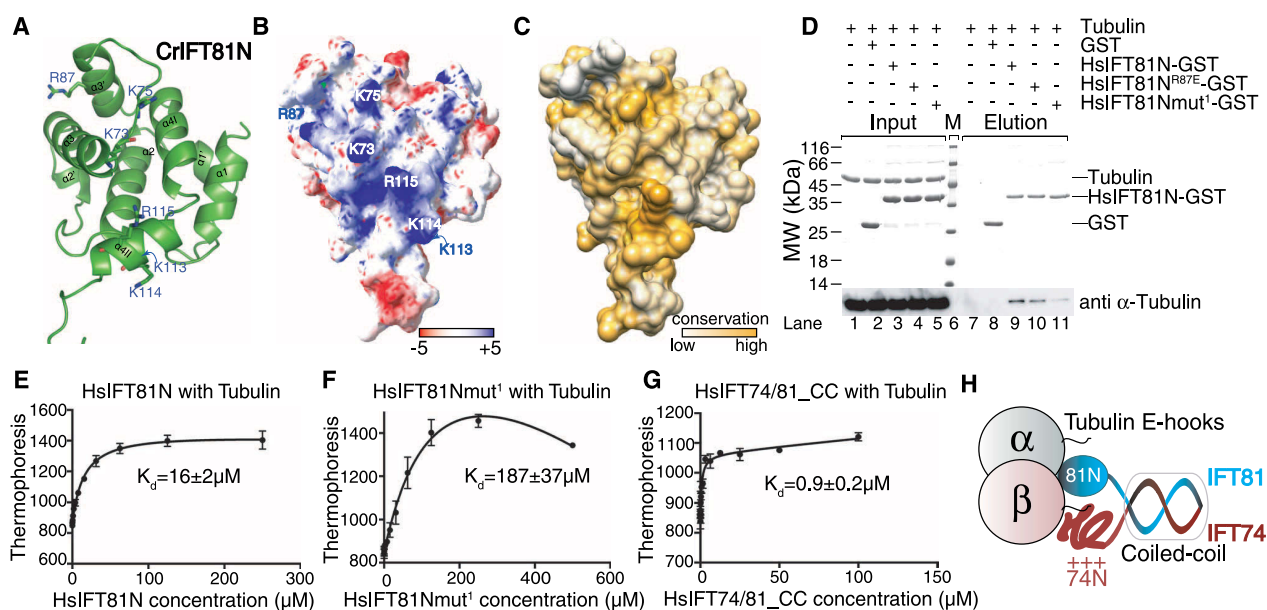 A
CrIFT81N
R87
α3'
K75
α4I
K73
α3
α2
α1'
α1
α2'
R115
α4II
K113
K114
B
K75
R87
K73
R115
K114
K113
-5 +5
C
conservation
low high
D
+ + + + + + + + + + Tubulin
- + - - - - + - - - GST
- - + - - - - + - - HsIFT81N-GST
- - - + - - - - + - HsIFT81N^R87E-GST
- - - - + - - - - + HsIFT81Nmut¹-GST
Input M Elution
MW (kDa)
116
66
45
35
25
18
14
Tubulin
HsIFT81N-GST
GST
anti α-Tubulin
Lane 1 2 3 4 5 6 7 8 9 10 11
E
HsIFT81N with Tubulin
Thermophoresis
1600
1400
1200
1000
800
600
Kd=16±2µM
0 100 200 300
HsIFT81N concentration (µM)
F
HsIFT81Nmut¹ with Tubulin
Thermophoresis
1400
1200
1000
800
Kd=187±37µM
0 200 400 600
HsIFT81Nmut¹ concentration (µM)
G
HsIFT74/81_CC with Tubulin
Thermophoresis
1200
1100
1000
900
800
700
Kd=0.9±0.2µM
0 50 100 150
HsIFT74/81_CC concentration (µM)
H
α
Tubulin E-hooks
81N
IFT81
β
IFT74
Coiled-coil
+++
74N